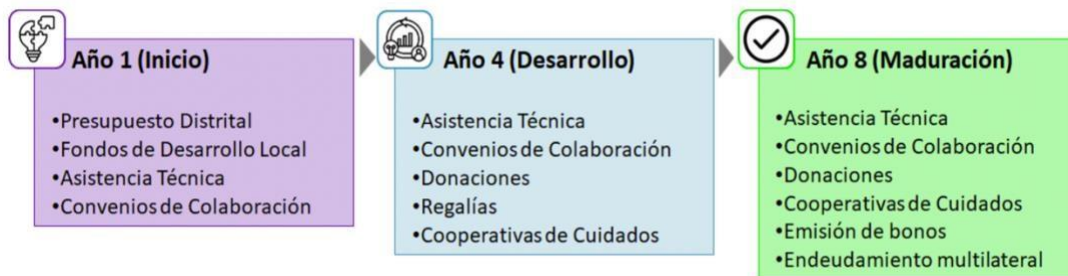 Año 1 (Inicio)
•Presupuesto Distrital
•Fondos de Desarrollo Local
•Asistencia Técnica
•Convenios de Colaboración
Año 4 (Desarrollo)
•Asistencia Técnica
•Convenios de Colaboración
•Donaciones
•Regalías
•Cooperativas de Cuidados
Año 8 (Maduración)
•Asistencia Técnica
•Convenios de Colaboración
•Donaciones
•Cooperativas de Cuidados
•Emisión de bonos
•Endeudamiento multilateral